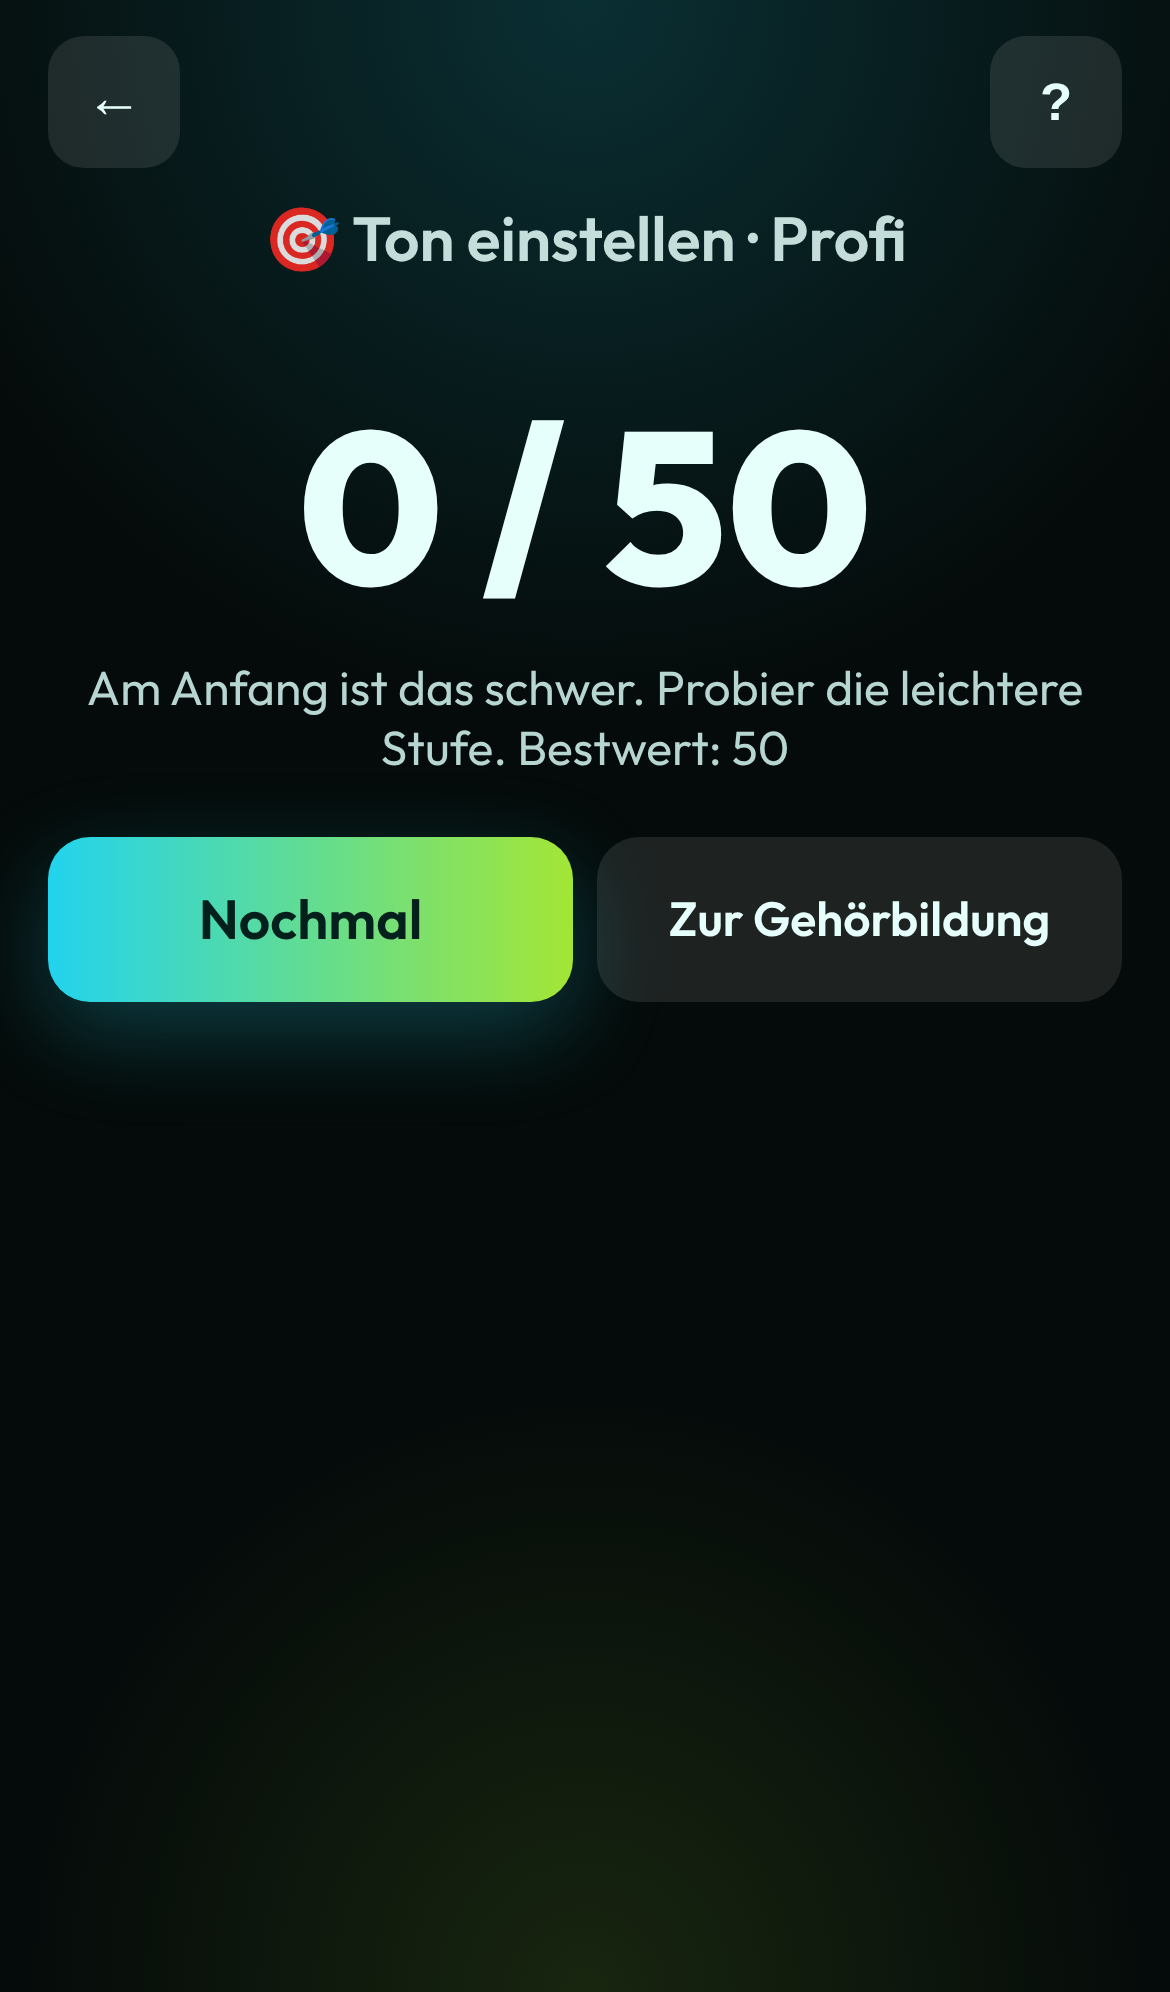 ←
?
🎯 Ton einstellen · Profi
0 / 50
Am Anfang ist das schwer. Probier die leichtere
Stufe. Bestwert: 50
Nochmal
Zur Gehörbildung